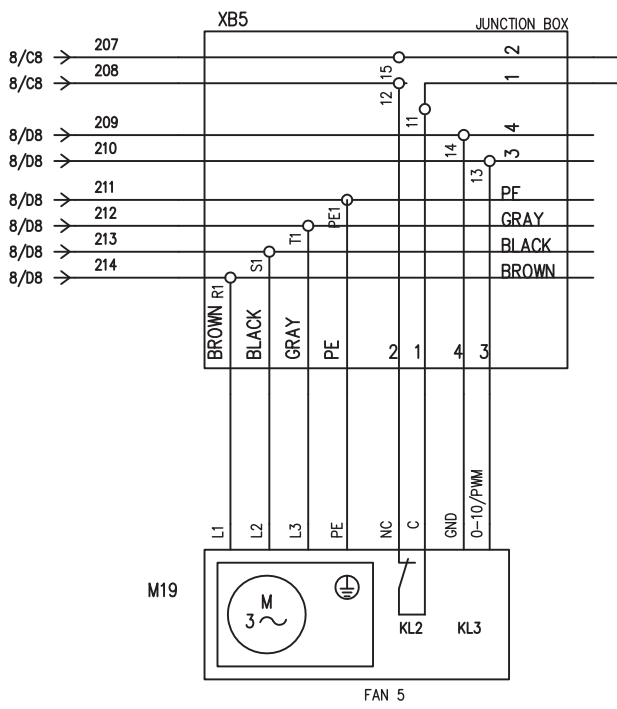 XB5
JUNCTION BOX
8/C8 207 2
8/C8 208 1
15
12
11
8/D8 209 4
14
8/D8 210 3
13
8/D8 211 PE
PE1
8/D8 212 GRAY
T1
8/D8 213 BLACK
S1
8/D8 214 BROWN
R1
BROWN BLACK GRAY PE 2 1 4 3
L1 L2 L3 PE NC C GND 0-10/PWM
M19
M
3
KL2 KL3
FAN 5